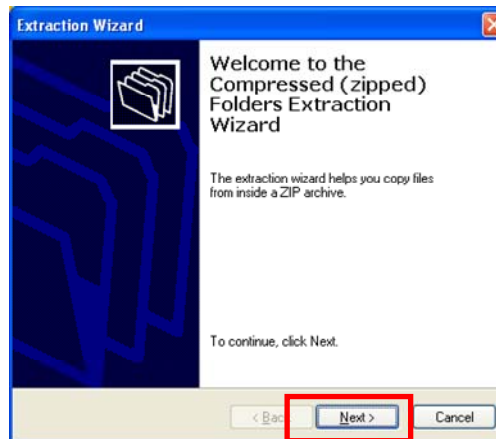 Extraction Wizard
Welcome to the
Compressed (zipped)
Folders Extraction
Wizard
The extraction wizard helps you copy files
from inside a ZIP archive.
To continue, click Next.
< Bac Next > Cancel